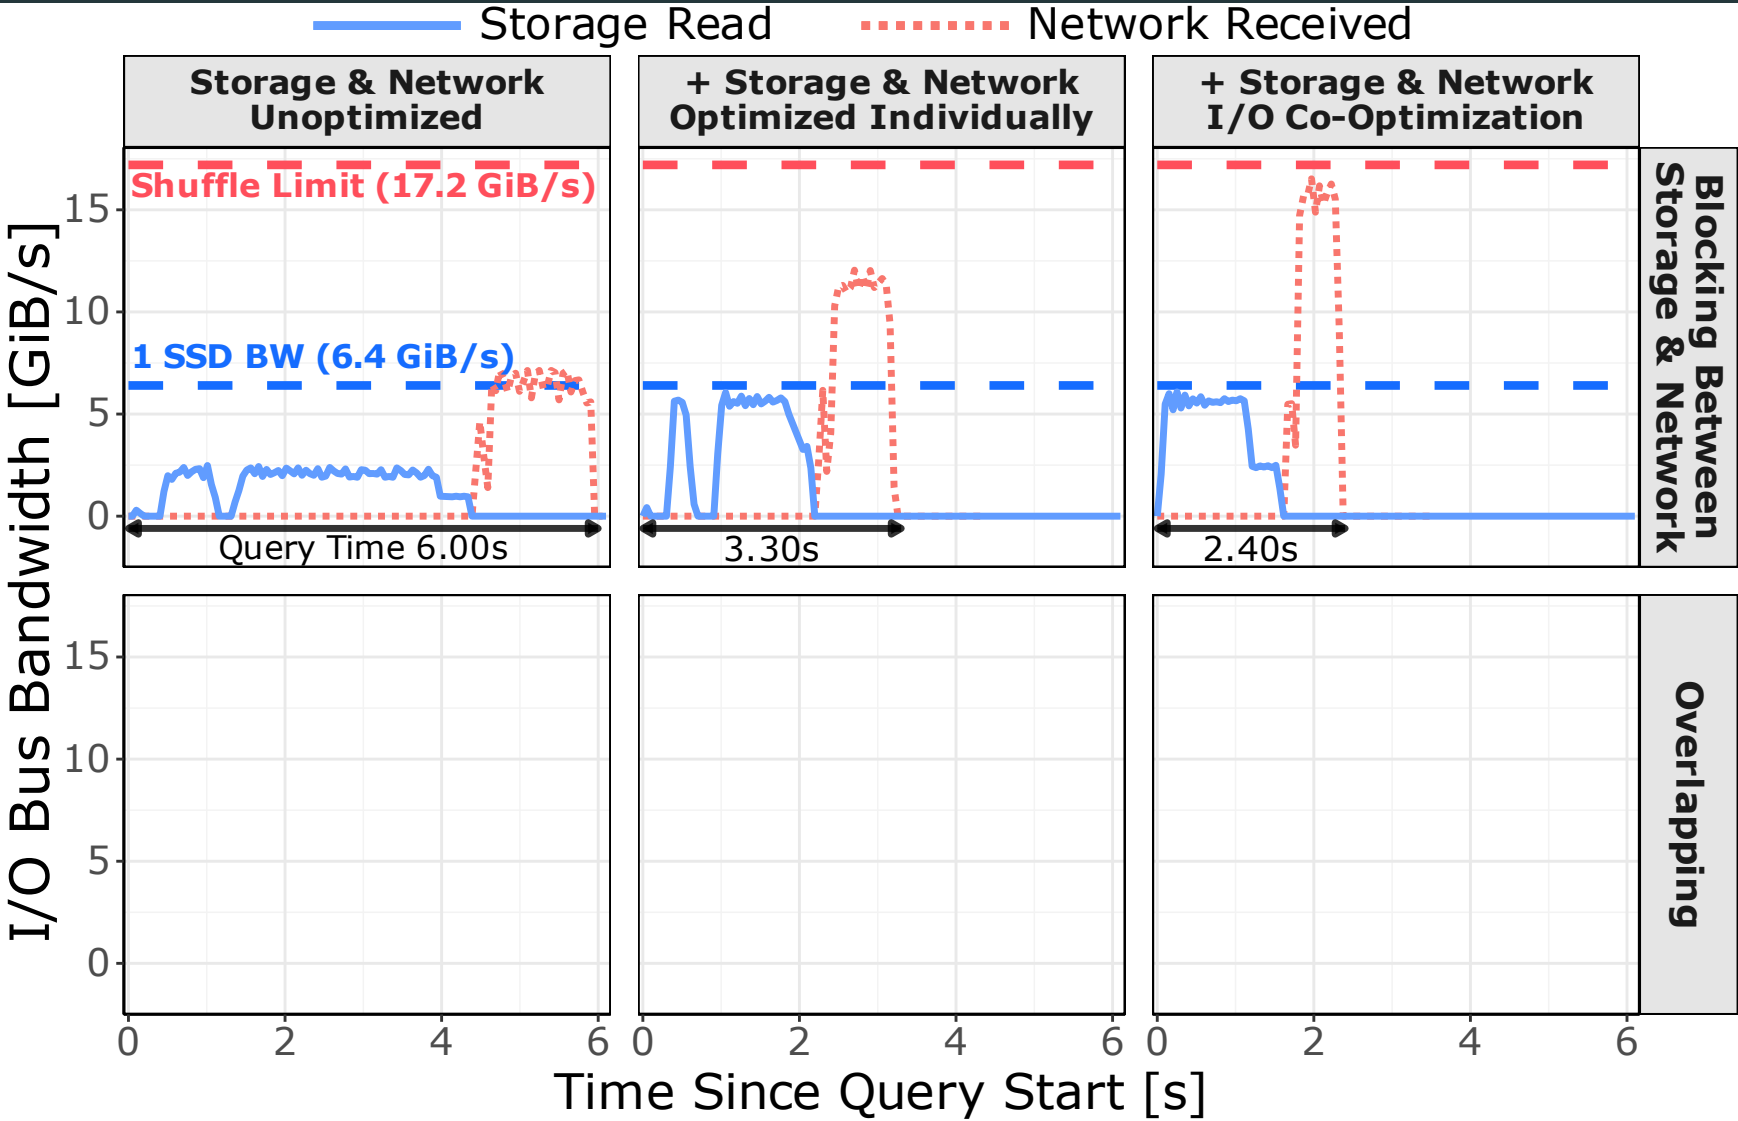 Storage Read
Network Received
Storage & Network
Unoptimized
+ Storage & Network
Optimized Individually
+ Storage & Network
I/O Co-Optimization
I/O Bus Bandwidth [GiB/s]
15
10
5
0
Shuffle Limit (17.2 GiB/s)
1 SSD BW (6.4 GiB/s)
Query Time 6.00s
3.30s
2.40s
Blocking Between
Storage & Network
15
10
5
0
Overlapping
0 2 4 6
0 2 4 6
0 2 4 6
Time Since Query Start [s]